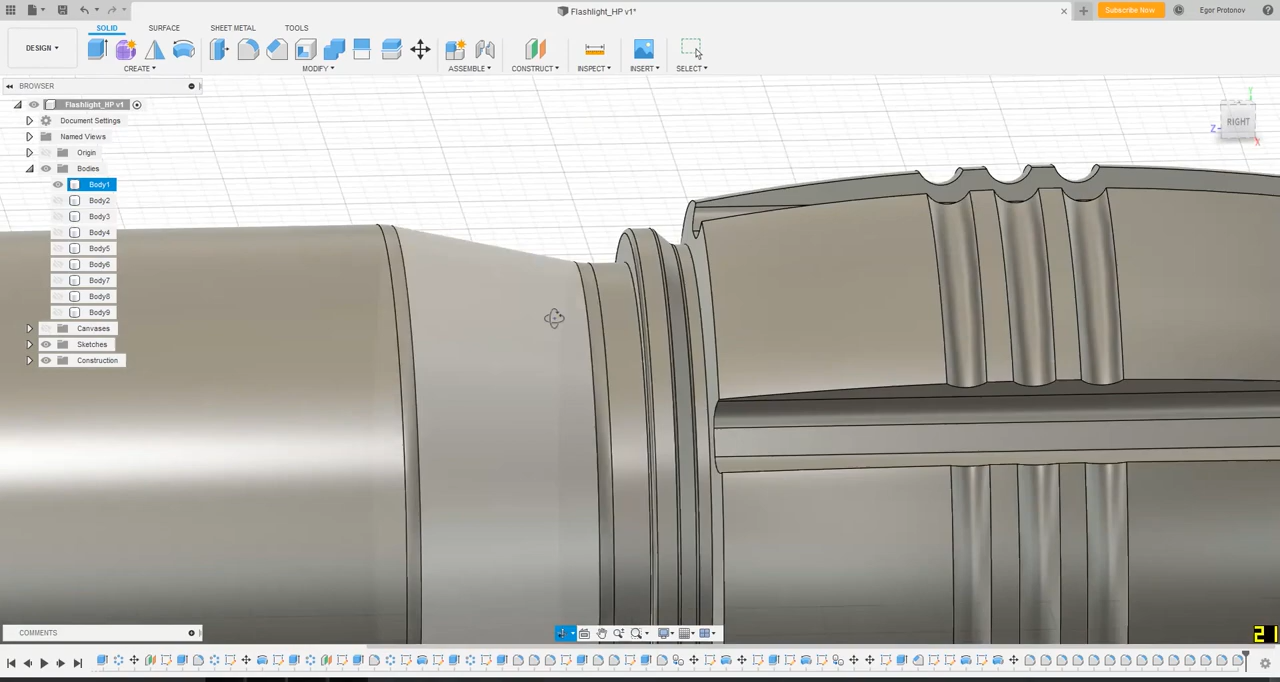 Flashlight_HP v1*
Subscribe Now
Egor Protonov
SOLID SURFACE SHEET METAL TOOLS
DESIGN
CREATE MODIFY ASSEMBLE CONSTRUCT INSPECT INSERT SELECT
BROWSER
Flashlight_HP v1
Document Settings
Named Views
Origin
Bodies
Body1
Body2
Body3
Body4
Body5
Body6
Body7
Body8
Body9
Canvases
Sketches
Construction
RIGHT
Z
X
COMMENTS
21